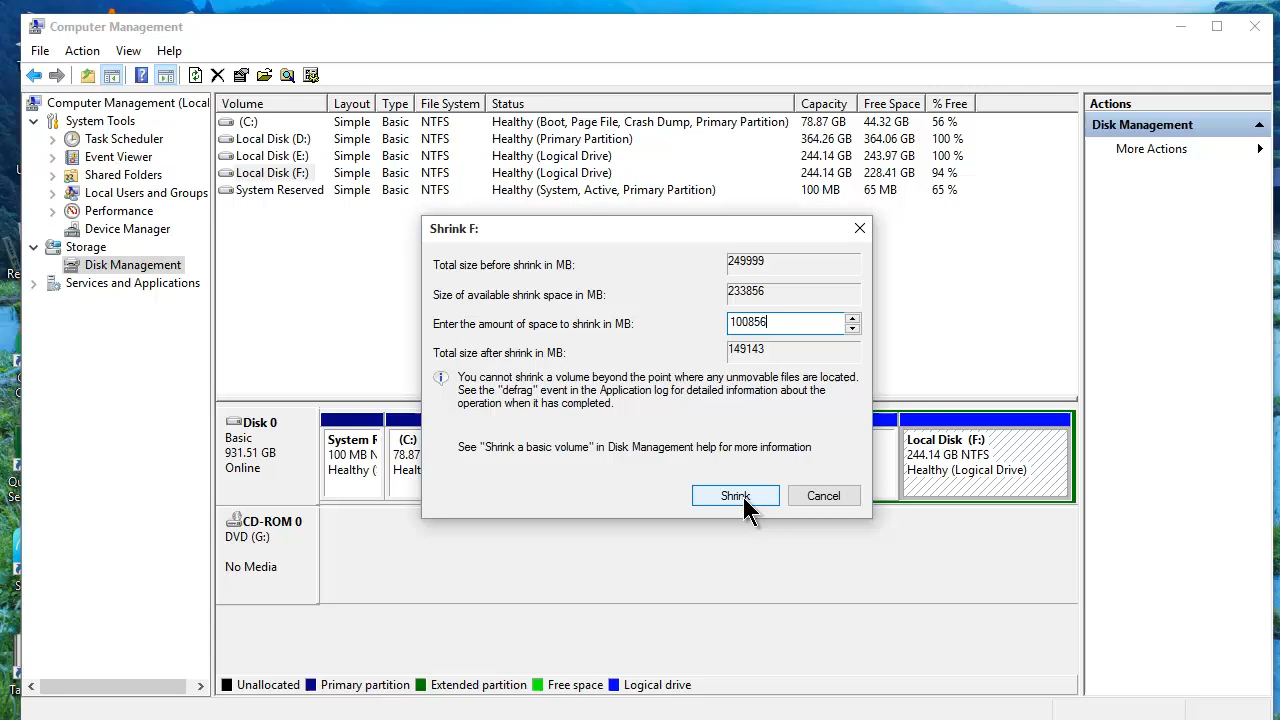 Computer Management
File Action View Help
Computer Management (Local
System Tools
Task Scheduler
Event Viewer
Shared Folders
Local Users and Groups
Performance
Device Manager
Storage
Disk Management
Services and Applications
Volume Layout Type File System Status Capacity Free Space % Free
(C:) Simple Basic NTFS Healthy (Boot, Page File, Crash Dump, Primary Partition) 78.87 GB 44.32 GB 56 %
Local Disk (D:) Simple Basic NTFS Healthy (Primary Partition) 364.26 GB 364.06 GB 100 %
Local Disk (E:) Simple Basic NTFS Healthy (Logical Drive) 244.14 GB 243.97 GB 100 %
Local Disk (F:) Simple Basic NTFS Healthy (Logical Drive) 244.14 GB 228.41 GB 94 %
System Reserved Simple Basic NTFS Healthy (System, Active, Primary Partition) 100 MB 65 MB 65 %
Actions
Disk Management
More Actions
Shrink F:
Total size before shrink in MB: 249999
Size of available shrink space in MB: 233856
Enter the amount of space to shrink in MB: 100856
Total size after shrink in MB: 149143
You cannot shrink a volume beyond the point where any unmovable files are located.
See the "defrag" event in the Application log for detailed information about the
operation when it has completed.
See "Shrink a basic volume" in Disk Management help for more information
Shrink Cancel
Disk 0
Basic
931.51 GB
Online
System F
100 MB N
Healthy (
(C:)
78.87
Healt
Local Disk (F:)
244.14 GB NTFS
Healthy (Logical Drive)
CD-ROM 0
DVD (G:)
No Media
Unallocated Primary partition Extended partition Free space Logical drive